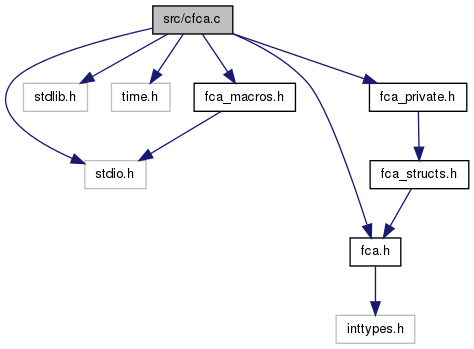 src/cfca.c
stdlib.h
time.h
fca_macros.h
fca_private.h
stdio.h
fca_structs.h
fca.h
inttypes.h